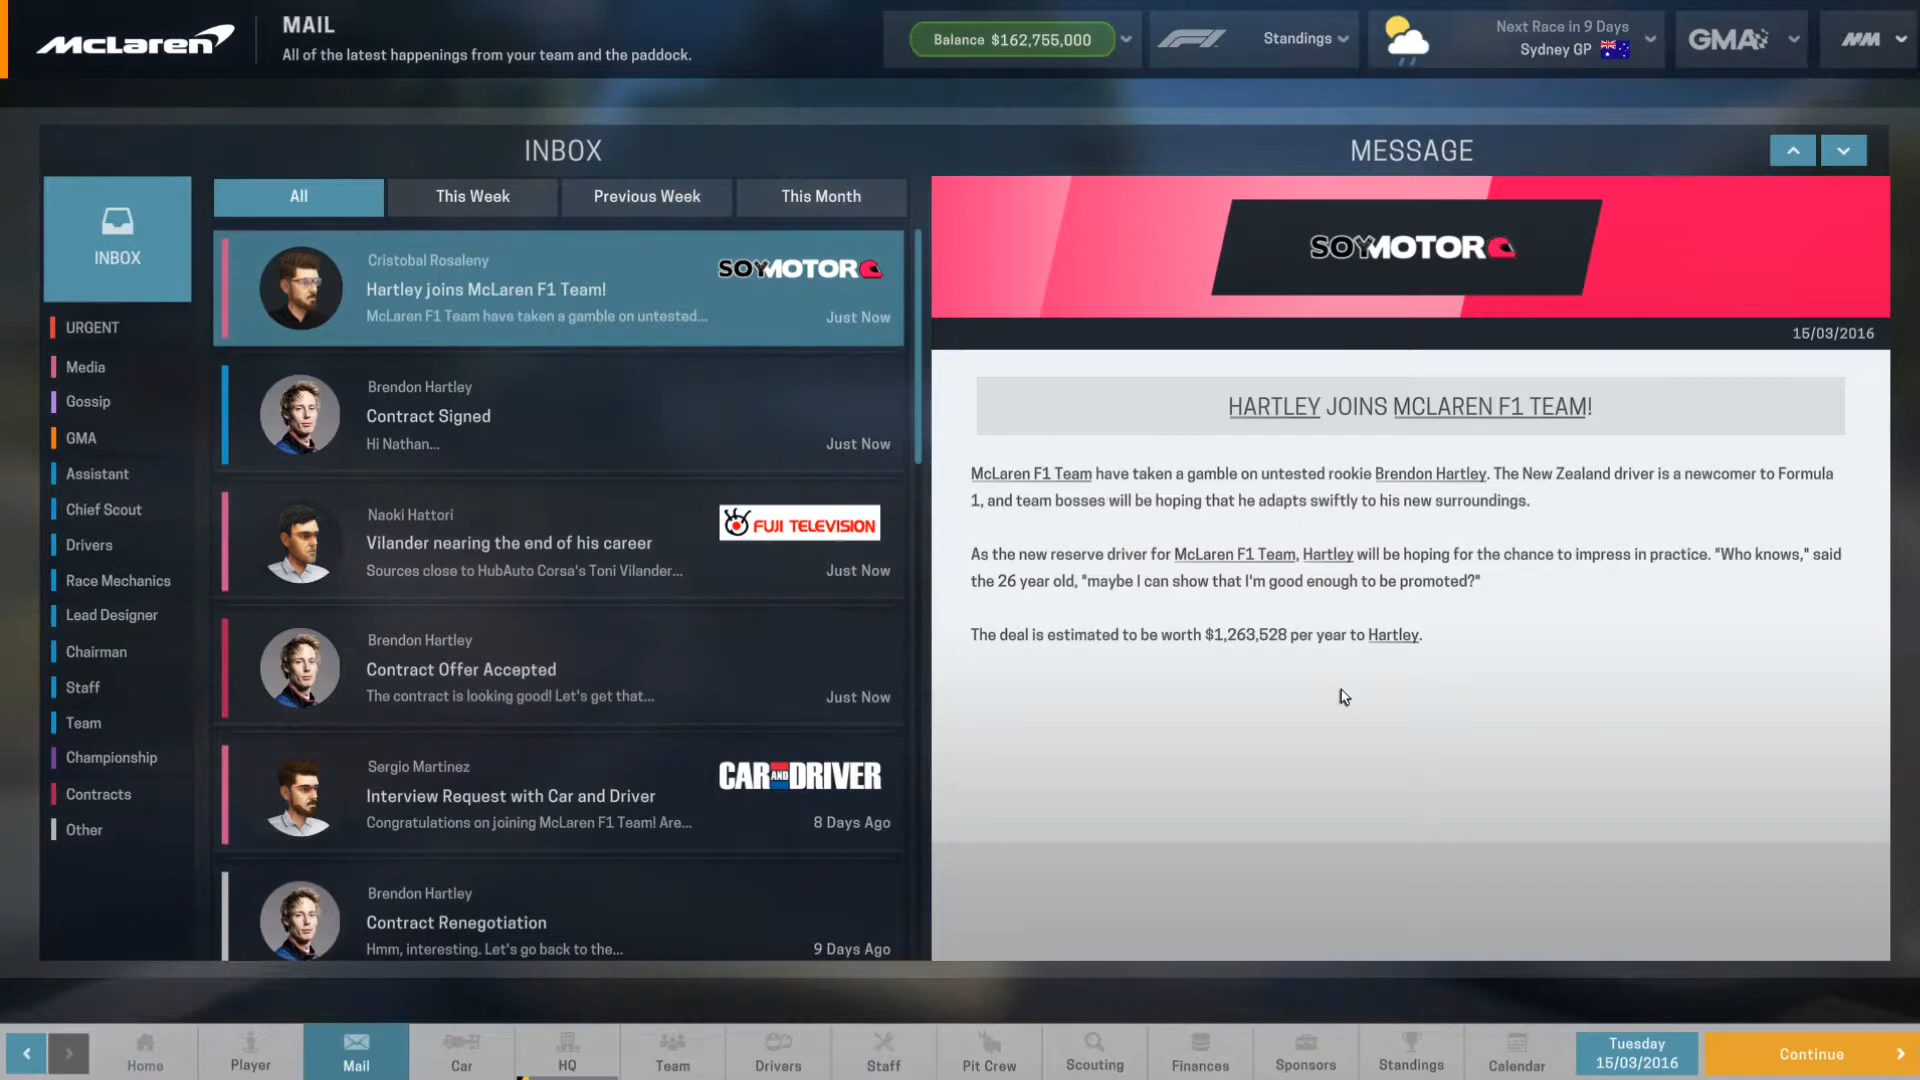 McLaren
MAIL
All of the latest happenings from your team and the paddock.
Balance $162,755,000
F1
Standings
Next Race in 9 Days
Sydney GP
GMA
NM
INBOX
MESSAGE
INBOX
All
This Week
Previous Week
This Month
URGENT
Media
Gossip
GMA
Assistant
Chief Scout
Drivers
Race Mechanics
Lead Designer
Chairman
Staff
Team
Championship
Contracts
Other
Cristobal Rosaleny
SOYMOTOR
Hartley joins McLaren F1 Team!
McLaren F1 Team have taken a gamble on untested...
Just Now
Brendon Hartley
Contract Signed
Hi Nathan...
Just Now
Naoki Hattori
FUJI TELEVISION
Vilander nearing the end of his career
Sources close to HubAuto Corsa's Toni Vilander...
Just Now
Brendon Hartley
Contract Offer Accepted
The contract is looking good! Let's get that...
Just Now
Sergio Martinez
CAR AND DRIVER
Interview Request with Car and Driver
Congratulations on joining McLaren F1 Team! Are...
8 Days Ago
Brendon Hartley
Contract Renegotiation
Hmm, interesting. Let's go back to the...
9 Days Ago
SOYMOTOR
15/03/2016
HARTLEY JOINS MCLAREN F1 TEAM!
McLaren F1 Team have taken a gamble on untested rookie Brendon Hartley. The New Zealand driver is a newcomer to Formula
1, and team bosses will be hoping that he adapts swiftly to his new surroundings.
As the new reserve driver for McLaren F1 Team, Hartley will be hoping for the chance to impress in practice. "Who knows," said
the 26 year old, "maybe I can show that I'm good enough to be promoted?"
The deal is estimated to be worth $1,263,528 per year to Hartley.
Home
Player
Mail
Car
HQ
Team
Drivers
Staff
Pit Crew
Scouting
Finances
Sponsors
Standings
Calendar
Tuesday
15/03/2016
Continue